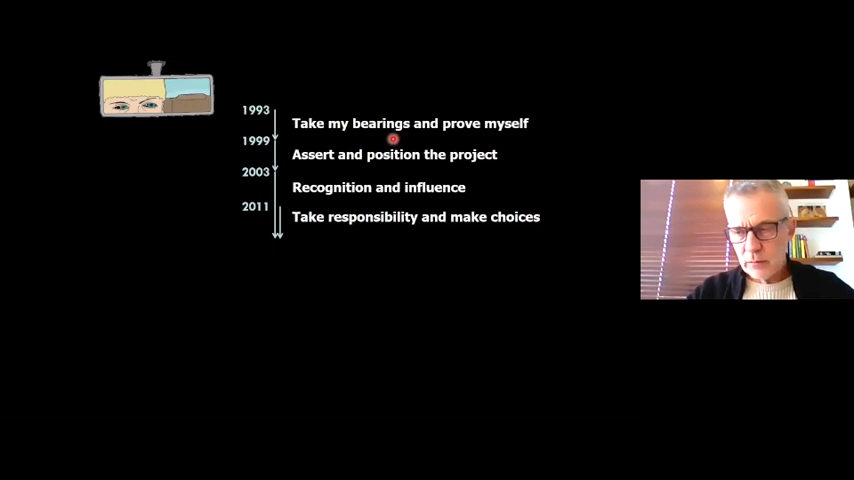 1993
Take my bearings and prove myself
1999
Assert and position the project
2003
Recognition and influence
2011
Take responsibility and make choices